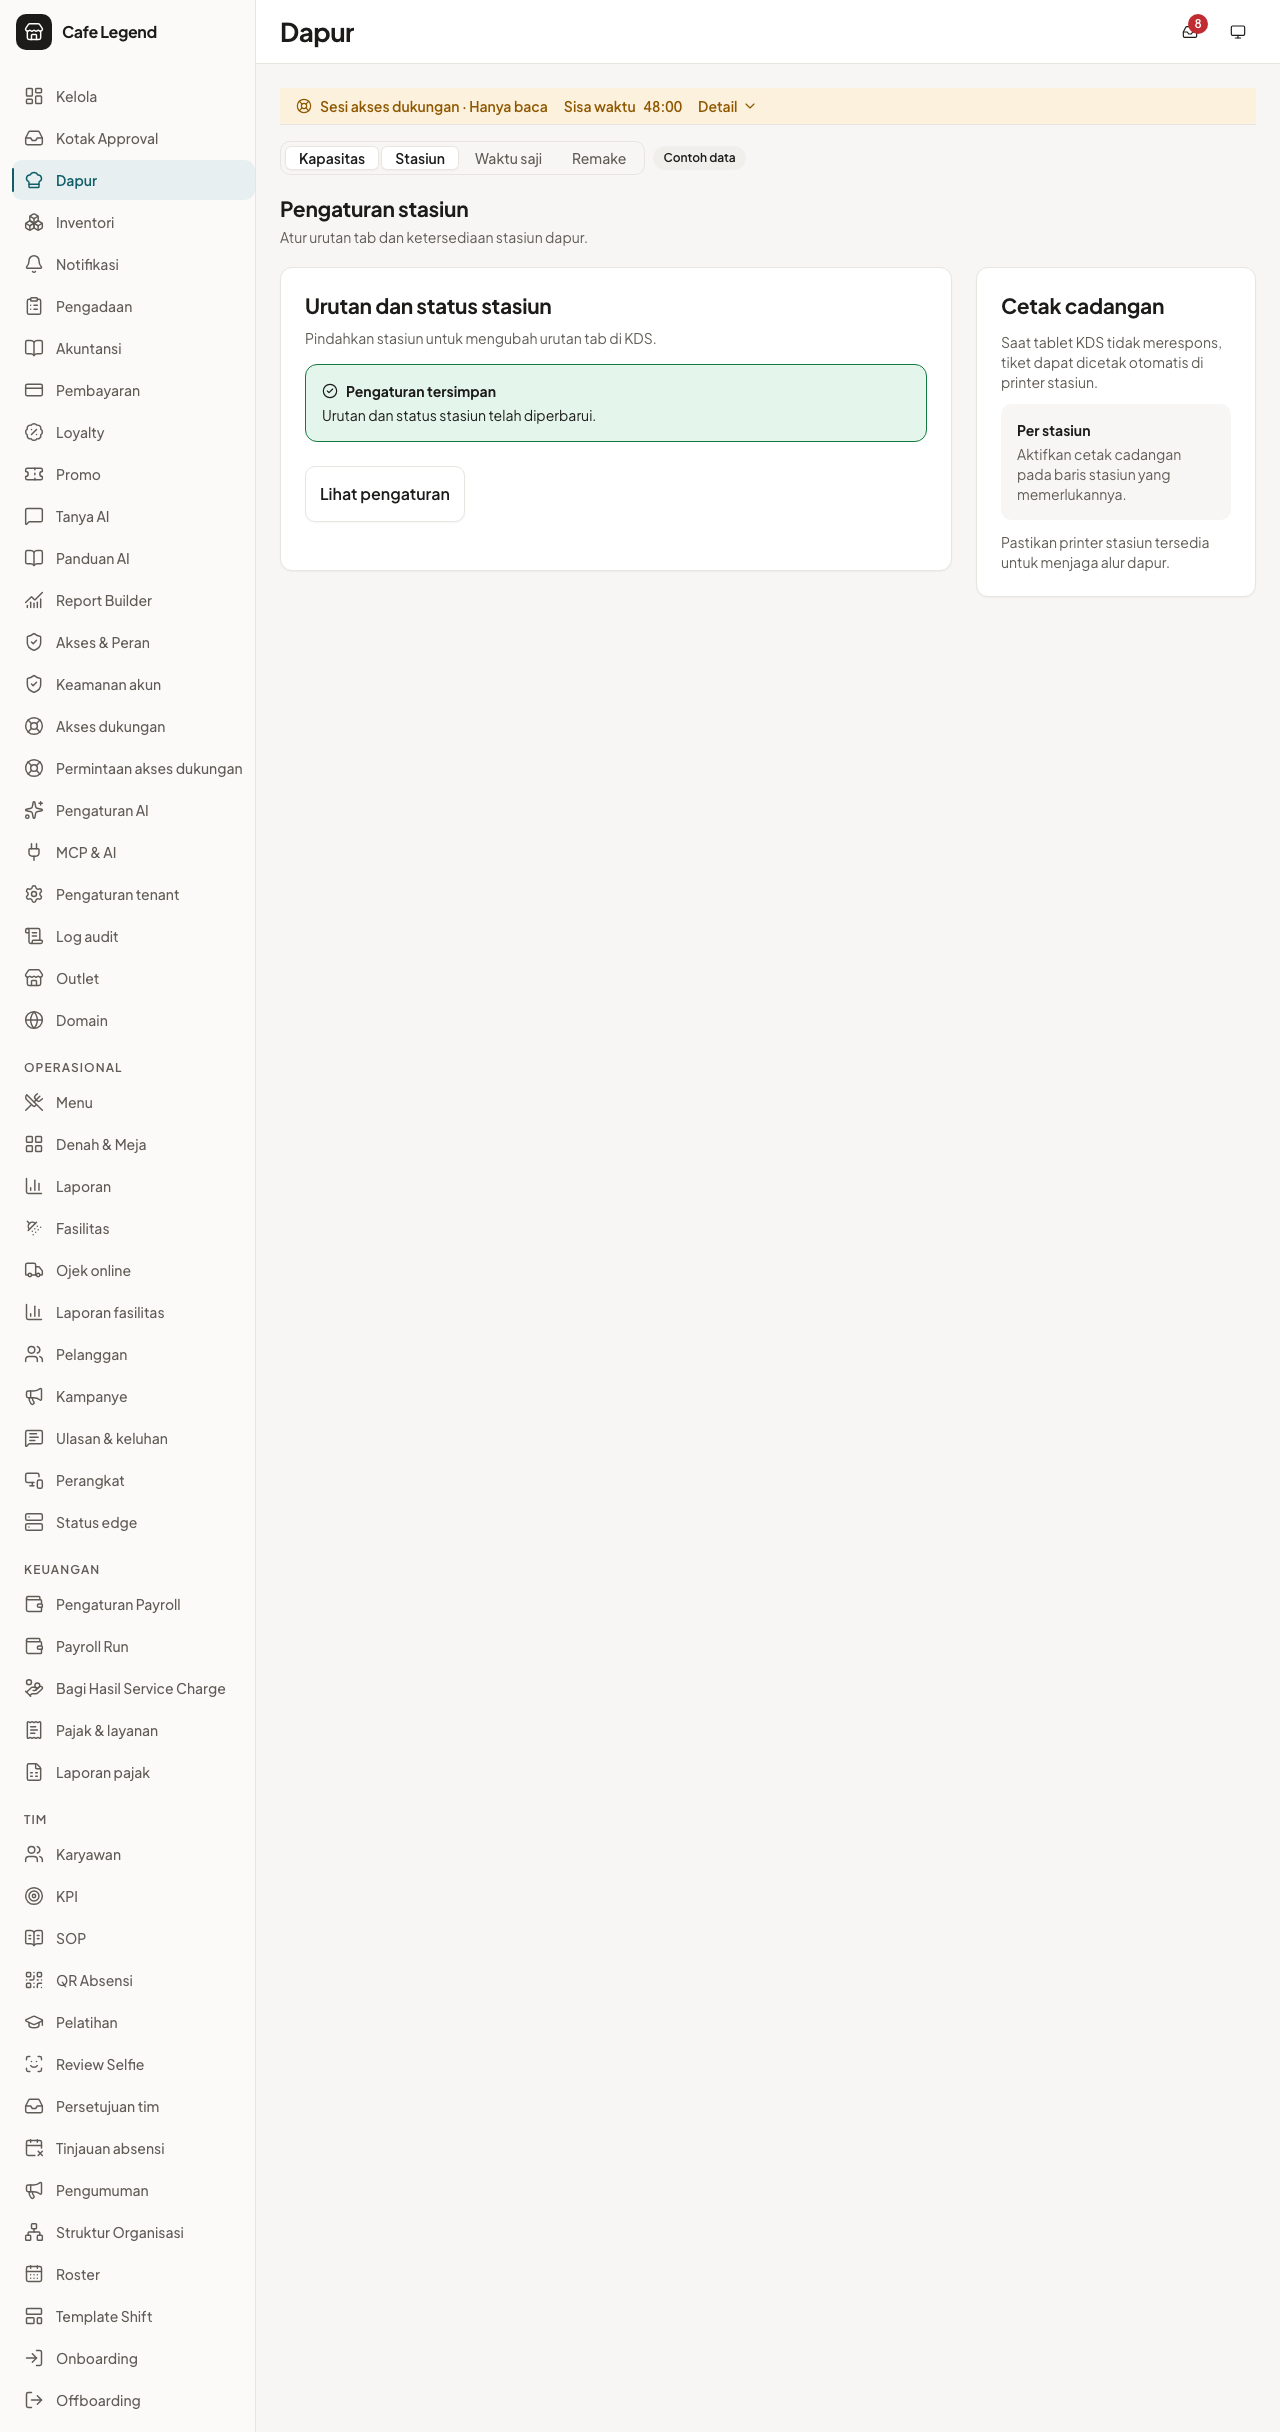 Cafe Legend
Kelola
Kotak Approval
Dapur
Inventori
Notifikasi
Pengadaan
Akuntansi
Pembayaran
Loyalty
Promo
Tanya AI
Panduan AI
Report Builder
Akses & Peran
Keamanan akun
Akses dukungan
Permintaan akses dukungan
Pengaturan AI
MCP & AI
Pengaturan tenant
Log audit
Outlet
Domain
OPERASIONAL
Menu
Denah & Meja
Laporan
Fasilitas
Ojek online
Laporan fasilitas
Pelanggan
Kampanye
Ulasan & keluhan
Perangkat
Status edge
KEUANGAN
Pengaturan Payroll
Payroll Run
Bagi Hasil Service Charge
Pajak & layanan
Laporan pajak
TIM
Karyawan
KPI
SOP
QR Absensi
Pelatihan
Review Selfie
Persetujuan tim
Tinjauan absensi
Pengumuman
Struktur Organisasi
Roster
Template Shift
Onboarding
Offboarding
Dapur
8
Sesi akses dukungan · Hanya baca Sisa waktu 48:00 Detail
Kapasitas Stasiun Waktu saji Remake Contoh data
Pengaturan stasiun
Atur urutan tab dan ketersediaan stasiun dapur.
Urutan dan status stasiun
Pindahkan stasiun untuk mengubah urutan tab di KDS.
Pengaturan tersimpan
Urutan dan status stasiun telah diperbarui.
Lihat pengaturan
Cetak cadangan
Saat tablet KDS tidak merespons,
tiket dapat dicetak otomatis di
printer stasiun.
Per stasiun
Aktifkan cetak cadangan
pada baris stasiun yang
memerlukannya.
Pastikan printer stasiun tersedia
untuk menjaga alur dapur.